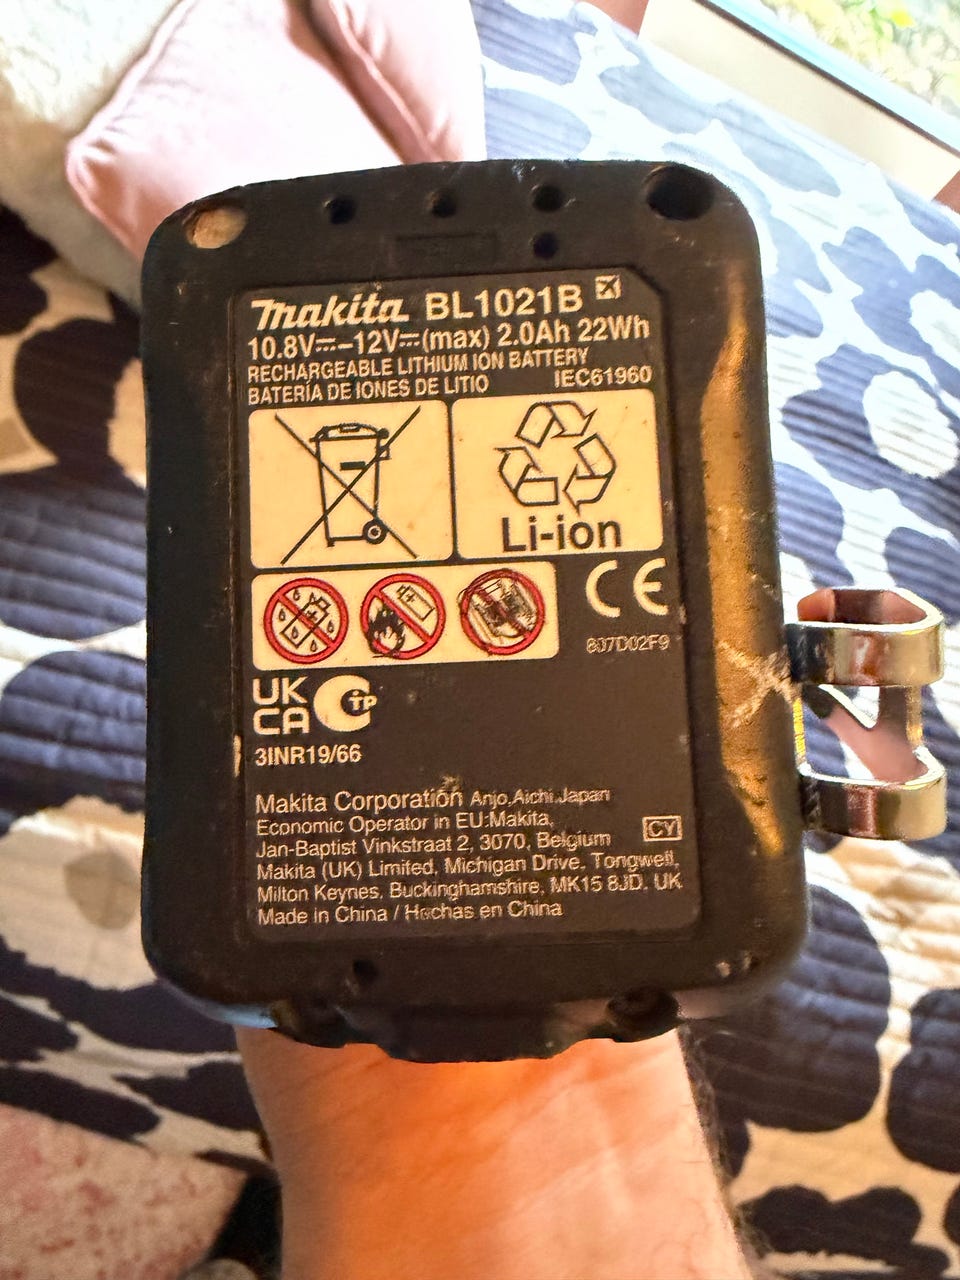 makita BL1021B
10.8V⎓–12V⎓(max) 2.0Ah 22Wh
RECHARGEABLE LITHIUM ION BATTERY
BATERÍA DE IONES DE LITIO IEC61960
Li-ion
CE
807D02F9
UK
CA
TP
3INR19/66
Makita Corporation Anjo,Aichi Japan
Economic Operator in EU:Makita,
Jan-Baptist Vinkstraat 2, 3070, Belgium
CY
Makita (UK) Limited, Michigan Drive, Tongwell,
Milton Keynes, Buckinghamshire, MK15 8JD. UK
Made in China / Hechas en China